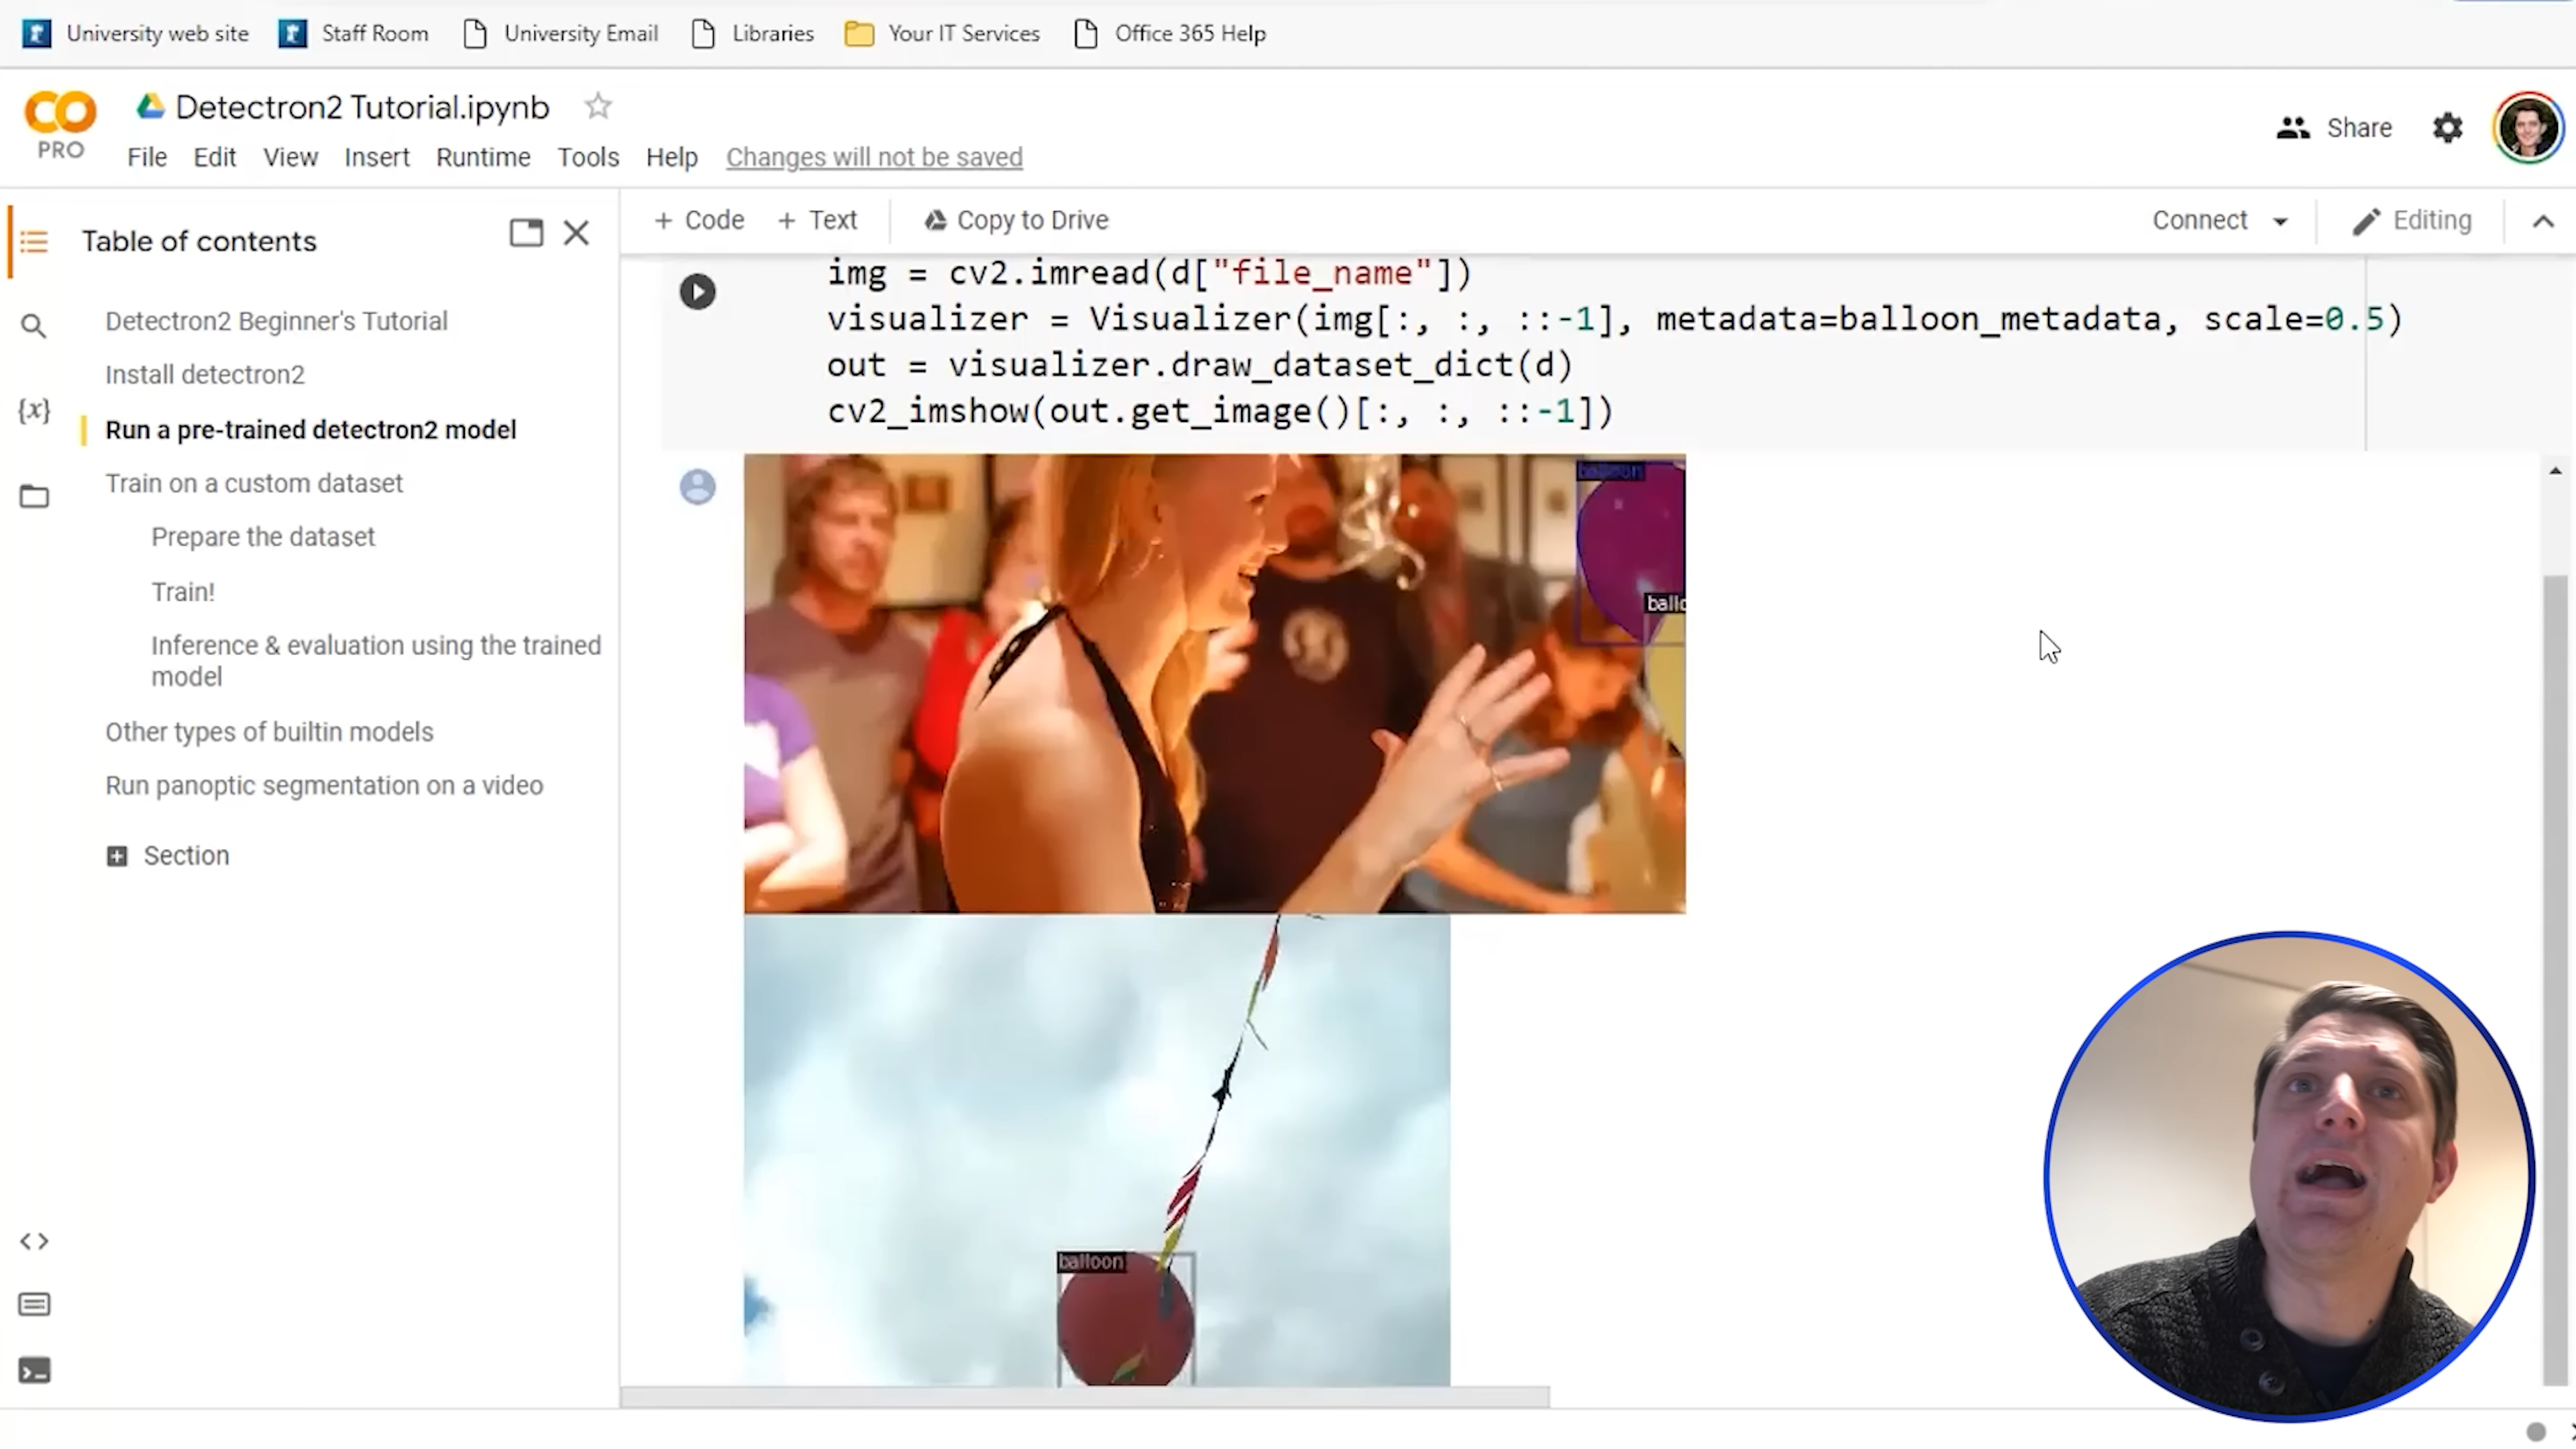 University web site
Staff Room
University Email
Libraries
Your IT Services
Office 365 Help
CO
PRO
Detectron2 Tutorial.ipynb
File Edit View Insert Runtime Tools Help Changes will not be saved
Share
Table of contents
Detectron2 Beginner's Tutorial
Install detectron2
Run a pre-trained detectron2 model
Train on a custom dataset
Prepare the dataset
Train!
Inference & evaluation using the trained
model
Other types of builtin models
Run panoptic segmentation on a video
Section
{x}
+ Code + Text Copy to Drive
Connect
Editing
img = cv2.imread(d["file_name"])
visualizer = Visualizer(img[:, :, ::-1], metadata=balloon_metadata, scale=0.5)
out = visualizer.draw_dataset_dict(d)
cv2_imshow(out.get_image()[:, :, ::-1])
balloon
ballo
balloon